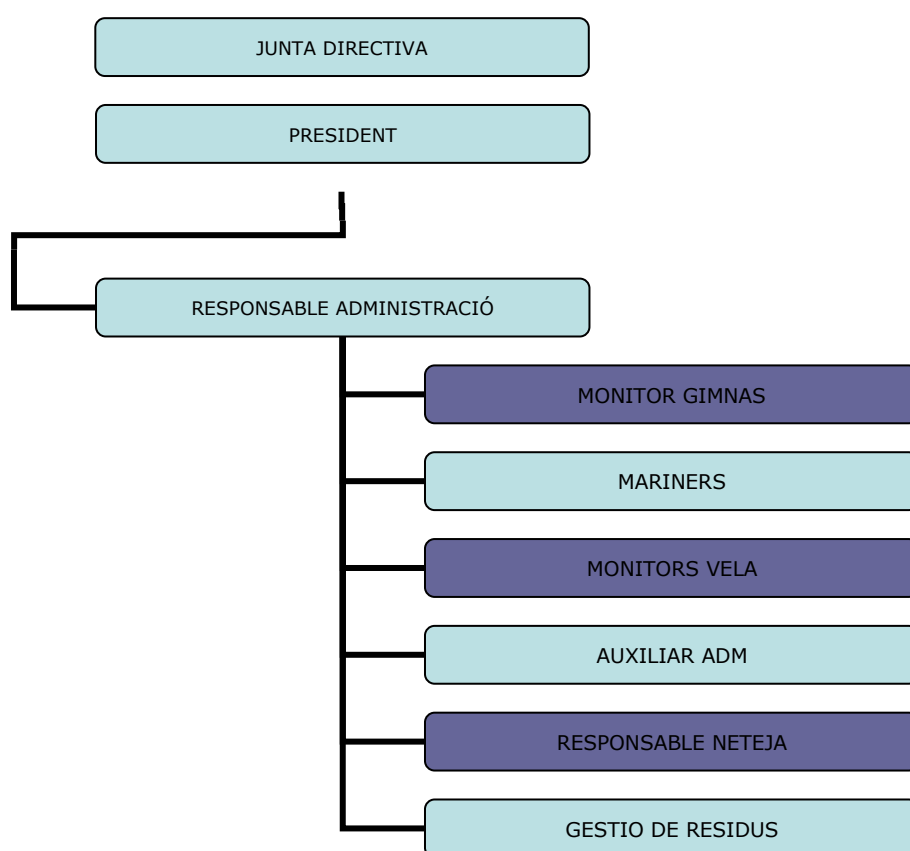 JUNTA DIRECTIVA
PRESIDENT
RESPONSABLE ADMINISTRACIÓ
MONITOR GIMNAS
MARINERS
MONITORS VELA
AUXILIAR ADM
RESPONSABLE NETEJA
GESTIO DE RESIDUS